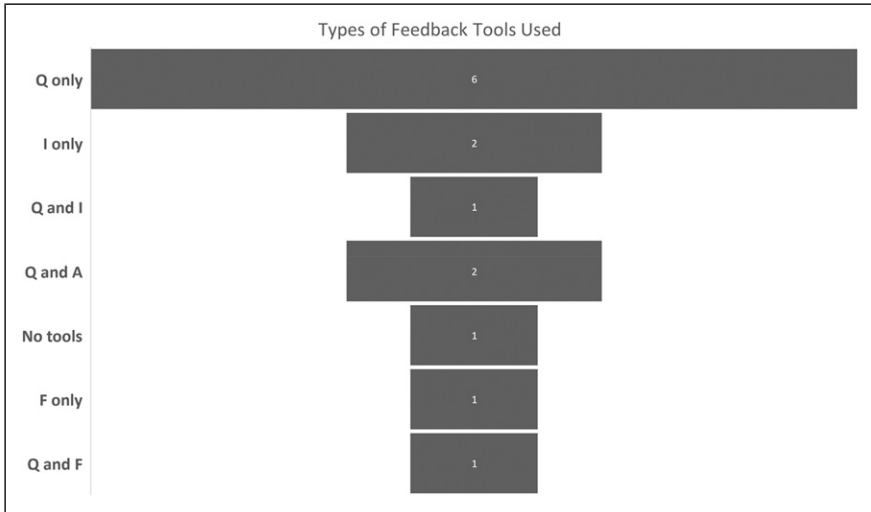 Types of Feedback Tools Used
Q only 6
I only 2
Q and I 1
Q and A 2
No tools 1
F only 1
Q and F 1